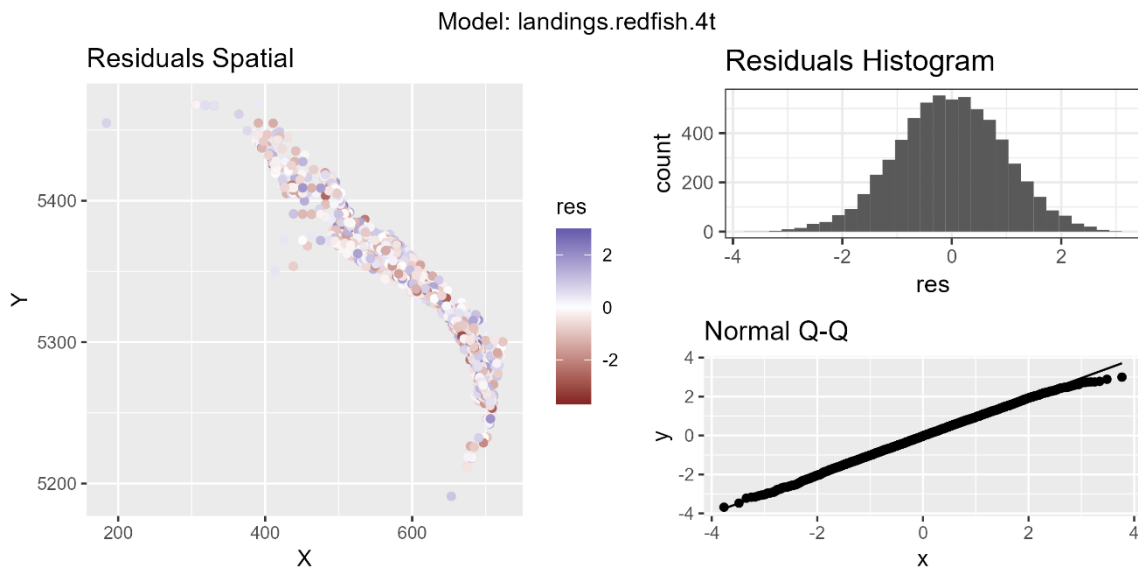 Model: landings.redfish.4t
Residuals Spatial
Y
5400
5300
5200
200
400
600
X
res
2
0
-2
Residuals Histogram
count
400
200
0
-4
-2
0
2
res
Normal Q-Q
y
4
2
0
-2
-4
-4
-2
0
2
4
x